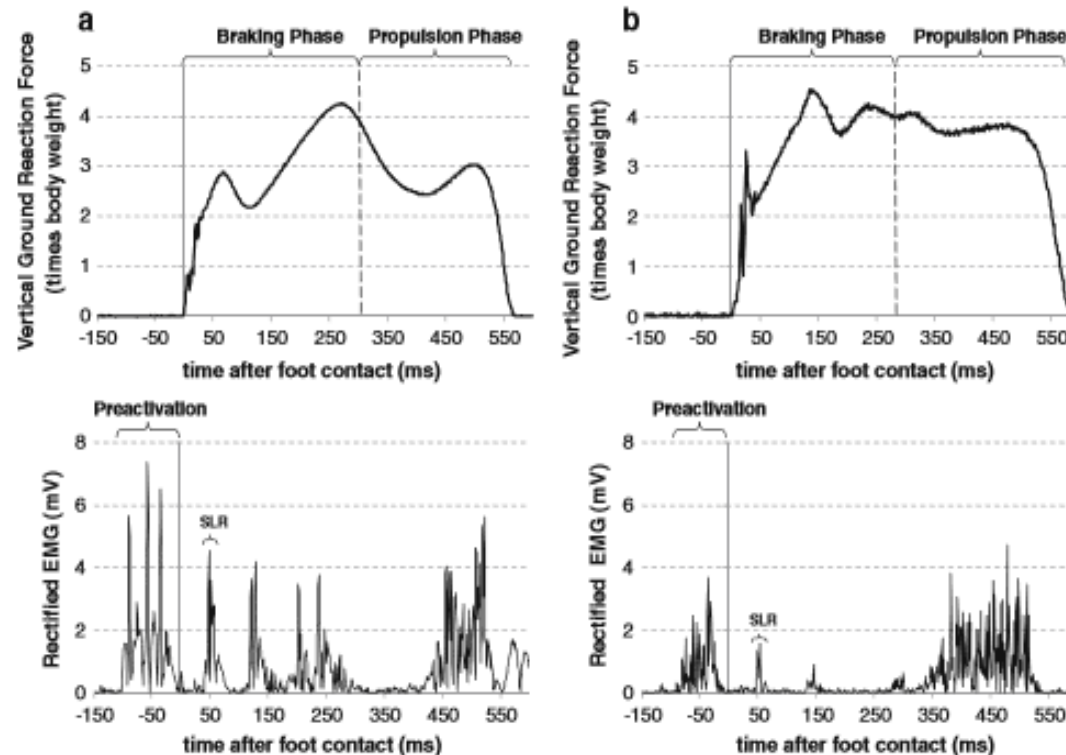 a
Braking Phase Propulsion Phase
Vertical Ground Reaction Force
(times body weight)
5
4
3
2
1
0
-150 -50 50 150 250 350 450 550
time after foot contact (ms)
b
Braking Phase Propulsion Phase
Vertical Ground Reaction Force
(times body weight)
5
4
3
2
1
0
-150 -50 50 150 250 350 450 550
time after foot contact (ms)
Preactivation
Rectified EMG (mV)
8
6
4
2
0
SLR
-150 -50 50 150 250 350 450 550
time after foot contact (ms)
Preactivation
Rectified EMG (mV)
8
6
4
2
0
SLR
-150 -50 50 150 250 350 450 550
time after foot contact (ms)